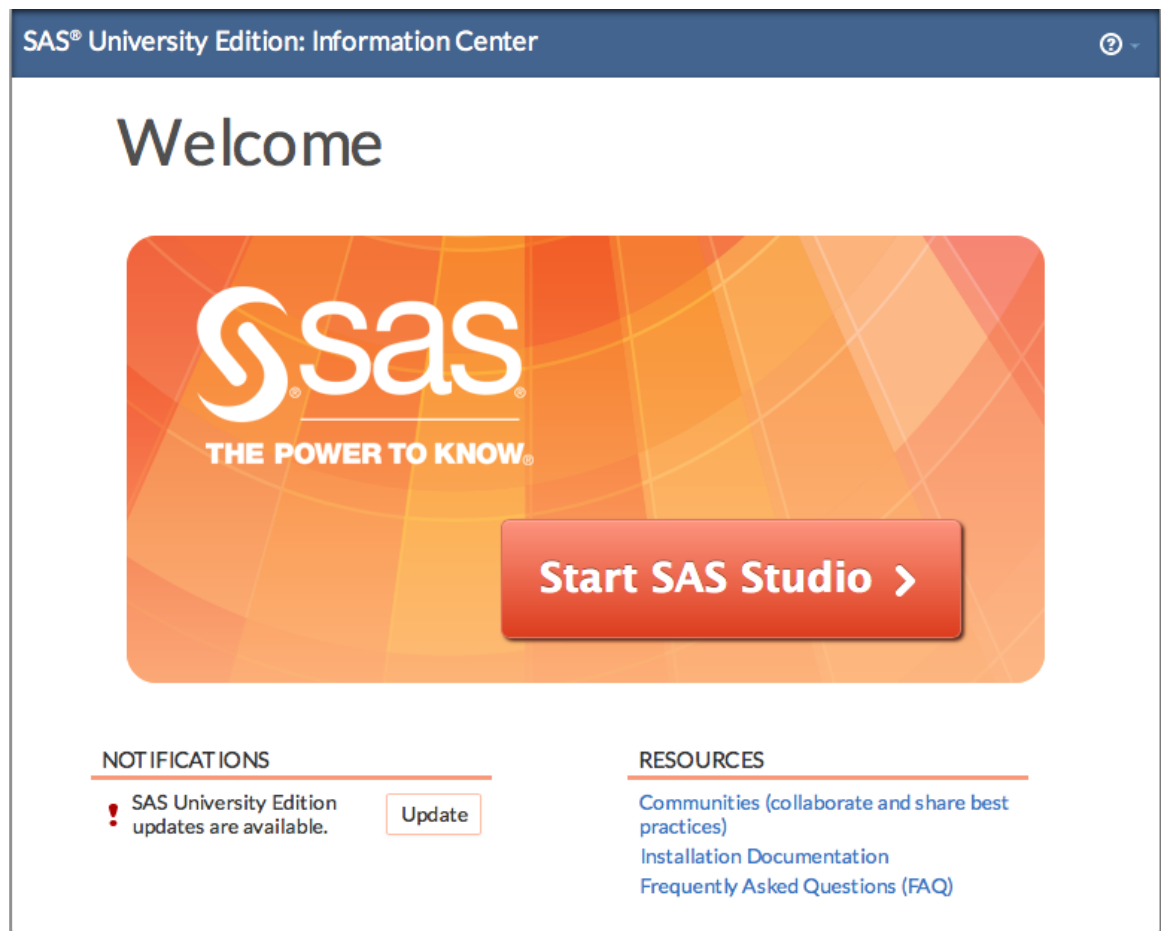 SAS® University Edition: Information Center
Welcome
sas®
THE POWER TO KNOW®
Start SAS Studio
NOTIFICATIONS
SAS University Edition
updates are available.
Update
RESOURCES
Communities (collaborate and share best
practices)
Installation Documentation
Frequently Asked Questions (FAQ)